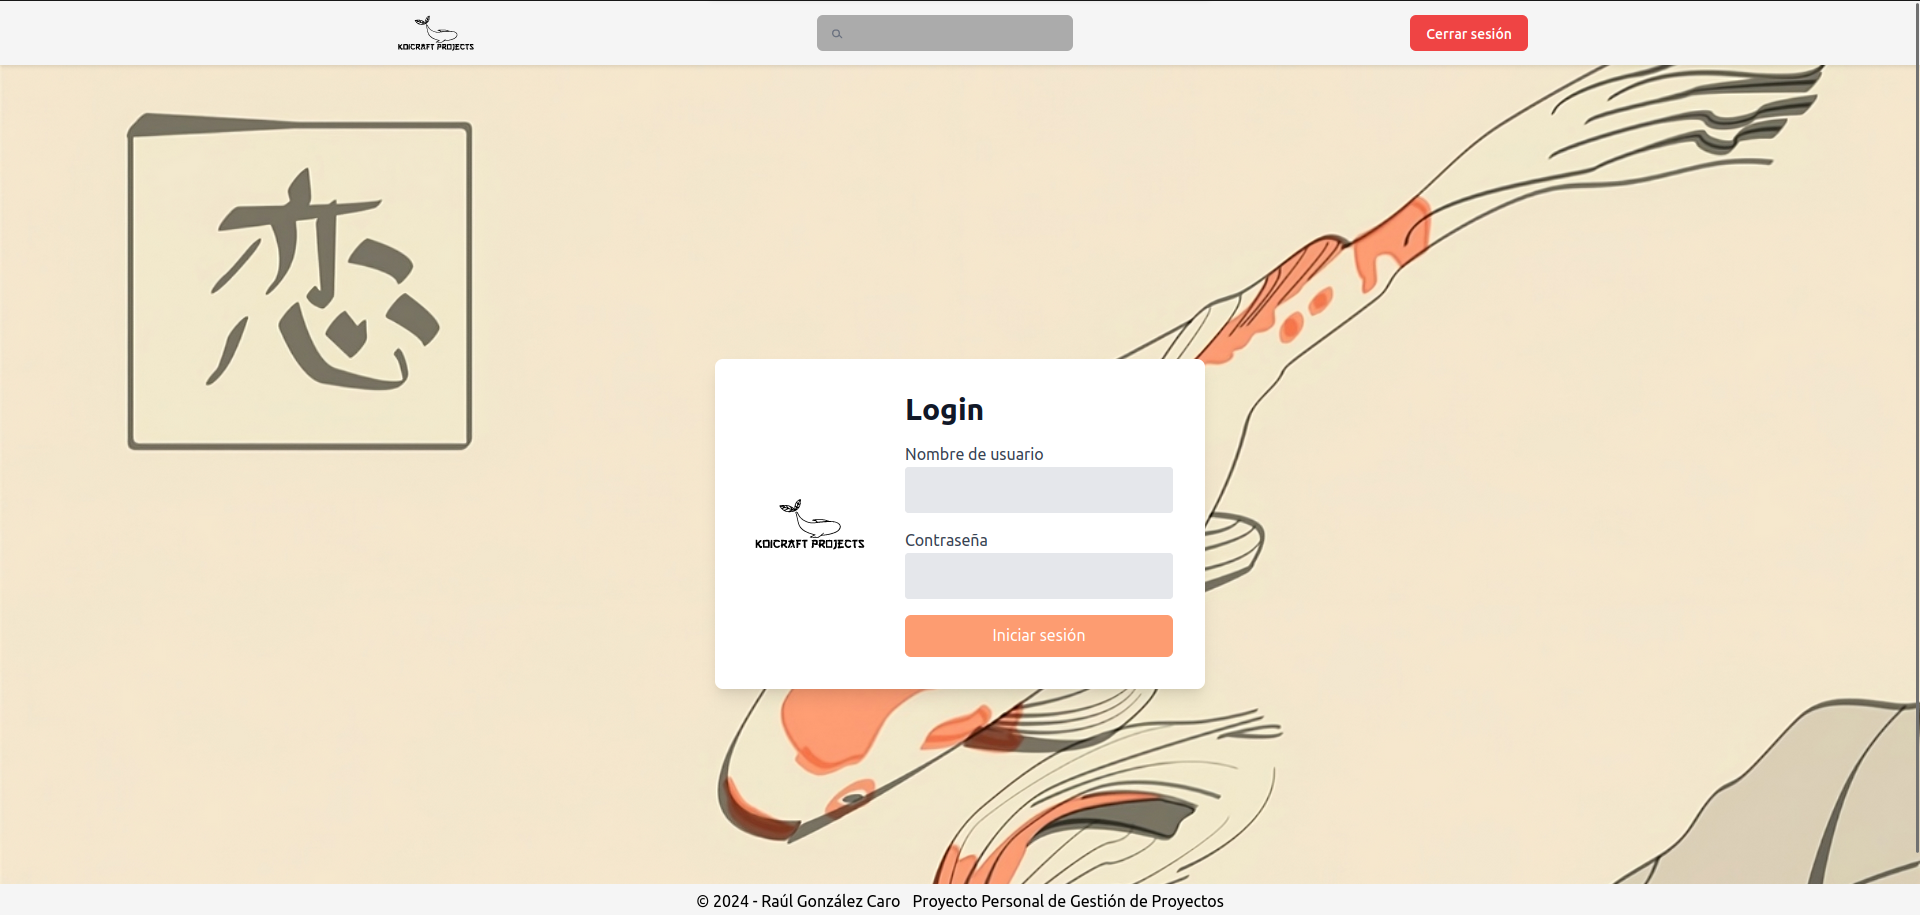 KOICRAFT PROJECTS
Cerrar sesión
恋
Login
Nombre de usuario
KOICRAFT PROJECTS
Contraseña
Iniciar sesión
© 2024 - Raúl González Caro Proyecto Personal de Gestión de Proyectos